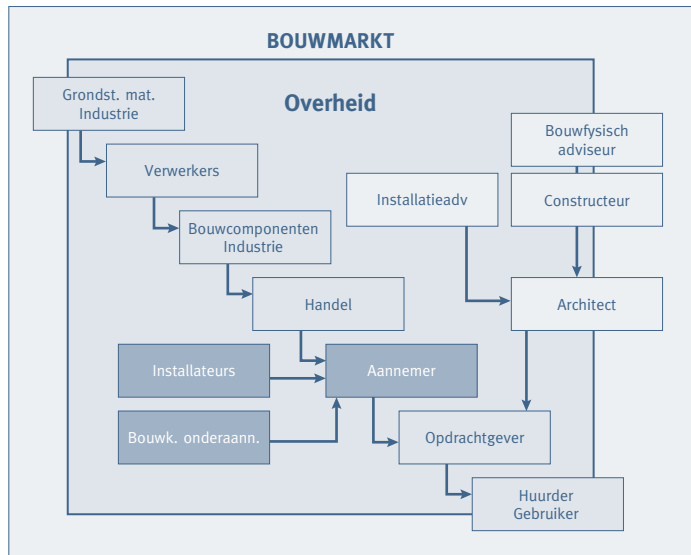 BOUWMARKT
Overheid
Grondst. mat.
Industrie
Bouwfysisch
adviseur
Verwerkers
Installatieadv
Constructeur
Bouwcomponenten
Industrie
Handel
Architect
Installateurs
Aannemer
Bouwk. onderaann.
Opdrachtgever
Huurder
Gebruiker